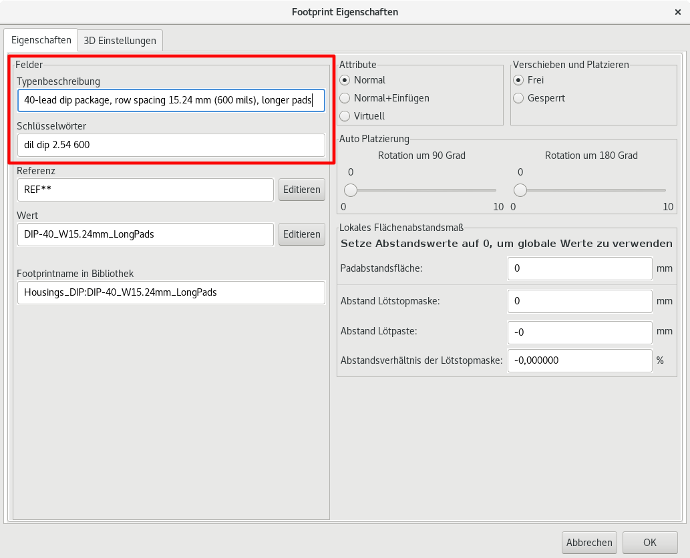 Footprint Eigenschaften
Eigenschaften
3D Einstellungen
Felder
Typenbeschreibung
40-lead dip package, row spacing 15.24 mm (600 mils), longer pads
Schlüsselwörter
dil dip 2.54 600
Referenz
REF**
Editieren
Wert
DIP-40_W15.24mm_LongPads
Editieren
Footprintname in Bibliothek
Housings_DIP:DIP-40_W15.24mm_LongPads
Attribute
Normal
Normal+Einfügen
Virtuell
Verschieben und Platzieren
Frei
Gesperrt
Auto Platzierung
Rotation um 90 Grad
0
0 10
Rotation um 180 Grad
0
0 10
Lokales Flächenabstandsmaß
Setze Abstandswerte auf 0, um globale Werte zu verwenden
Padabstandsfläche: 0 mm
Abstand Lötstopmaske: 0 mm
Abstand Lötpaste: -0 mm
Abstandsverhältnis der Lötstopmaske: -0,000000 %
Abbrechen
OK